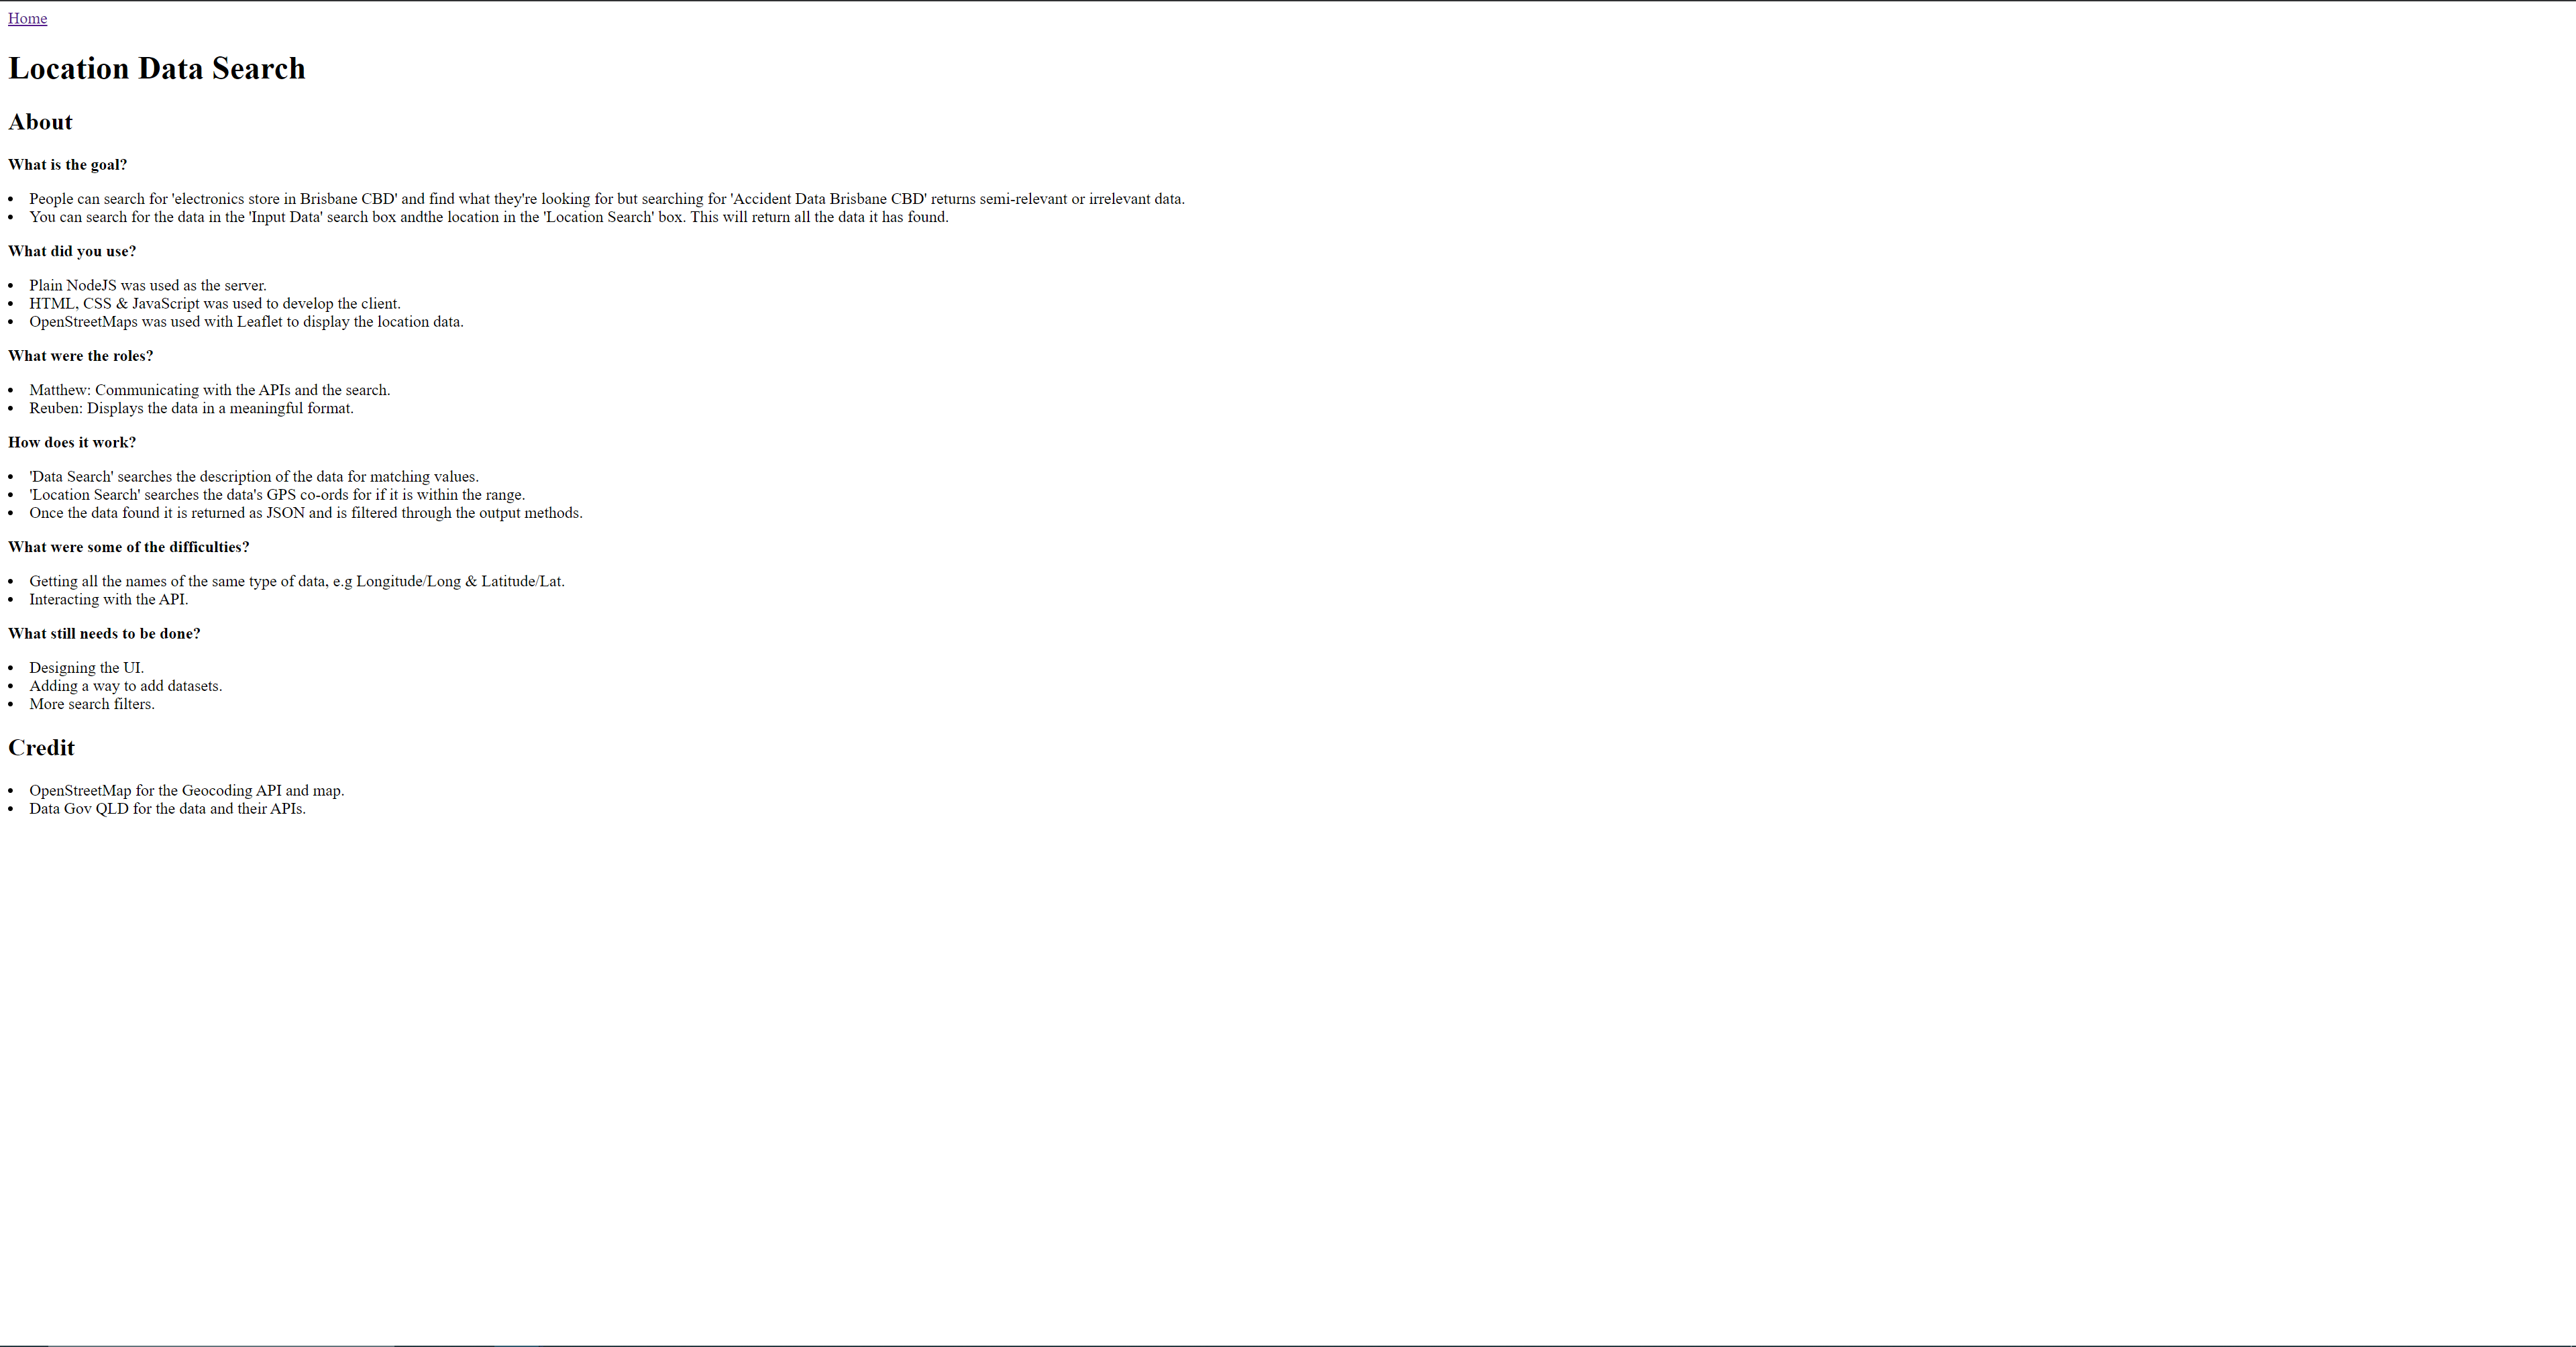 Home
Location Data Search
About
What is the goal?
• People can search for 'electronics store in Brisbane CBD' and find what they're looking for but searching for 'Accident Data Brisbane CBD' returns semi-relevant or irrelevant data.
• You can search for the data in the 'Input Data' search box andthe location in the 'Location Search' box. This will return all the data it has found.
What did you use?
• Plain NodeJS was used as the server.
• HTML, CSS & JavaScript was used to develop the client.
• OpenStreetMaps was used with Leaflet to display the location data.
What were the roles?
• Matthew: Communicating with the APIs and the search.
• Reuben: Displays the data in a meaningful format.
How does it work?
• 'Data Search' searches the description of the data for matching values.
• 'Location Search' searches the data's GPS co-ords for if it is within the range.
• Once the data found it is returned as JSON and is filtered through the output methods.
What were some of the difficulties?
• Getting all the names of the same type of data, e.g Longitude/Long & Latitude/Lat.
• Interacting with the API.
What still needs to be done?
• Designing the UI.
• Adding a way to add datasets.
• More search filters.
Credit
• OpenStreetMap for the Geocoding API and map.
• Data Gov QLD for the data and their APIs.